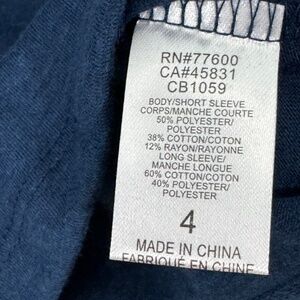 RN#77600
CA#45831
CB1059
BODY/SHORT SLEEVE
CORPS/MANCHE COURTE
50% POLYESTER/
POLYESTER
38% COTTON/COTON
12% RAYON/RAYONNE
LONG SLEEVE/
MANCHE LONGUE
60% COTTON/COTON
40% POLYESTER/
POLYESTER
4
MADE IN CHINA
FABRIQUÉ EN CHINE